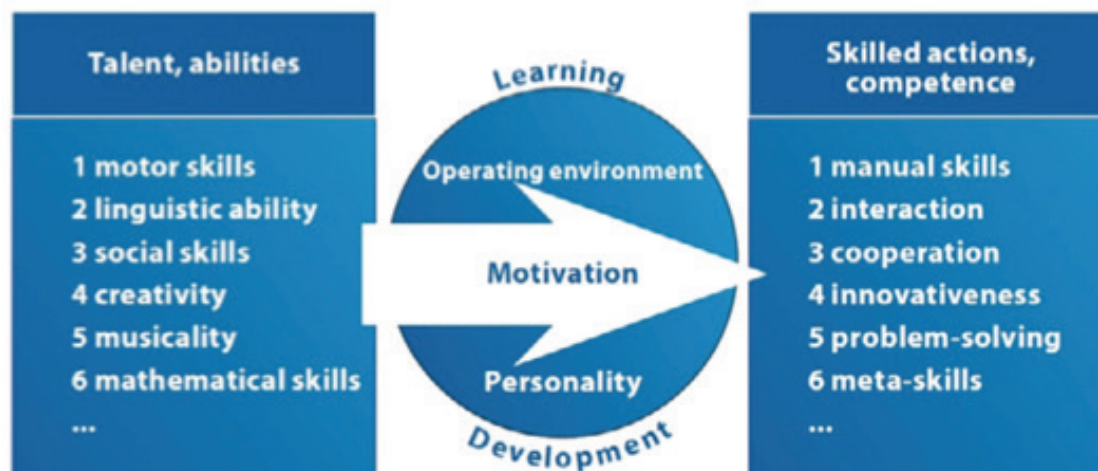 Talent, abilities
1 motor skills
2 linguistic ability
3 social skills
4 creativity
5 musicality
6 mathematical skills
...
Learning
Operating environment
Motivation
Personality
Development
Skilled actions,
competence
1 manual skills
2 interaction
3 cooperation
4 innovativeness
5 problem-solving
6 meta-skills
...